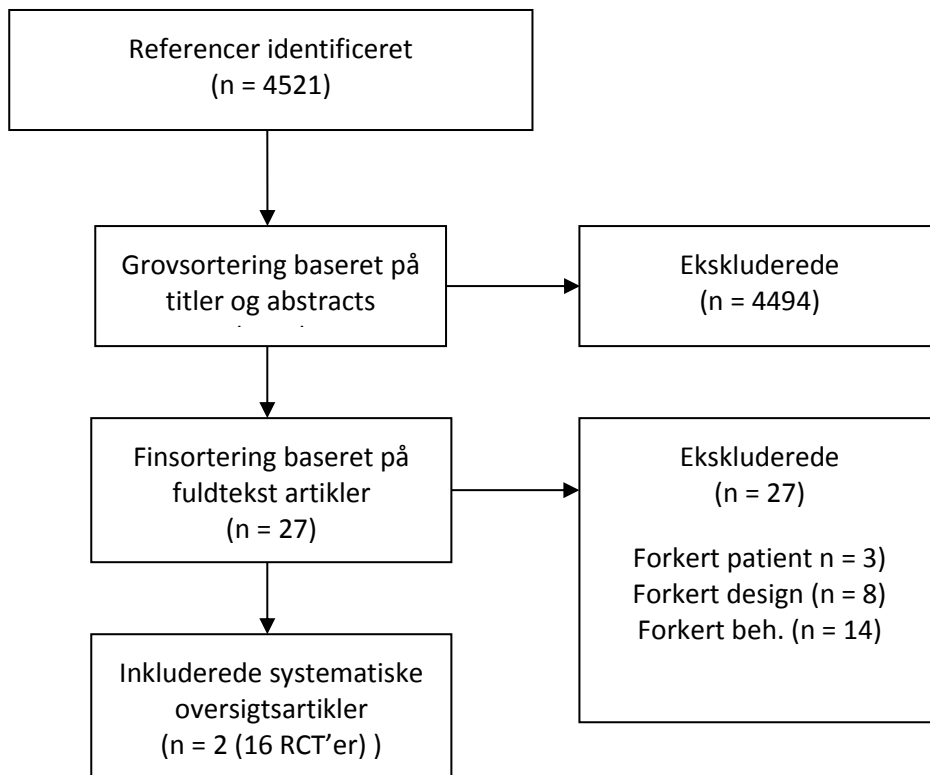 Referencer identificeret
(n = 4521)
Grovsortering baseret på
titler og abstracts
Ekskluderede
(n = 4494)
Finsortering baseret på
fuldtekst artikler
(n = 27)
Ekskluderede
(n = 27)
Forkert patient n = 3)
Forkert design (n = 8)
Forkert beh. (n = 14)
Inkluderede systematiske
oversigtsartikler
(n = 2 (16 RCT’er) )